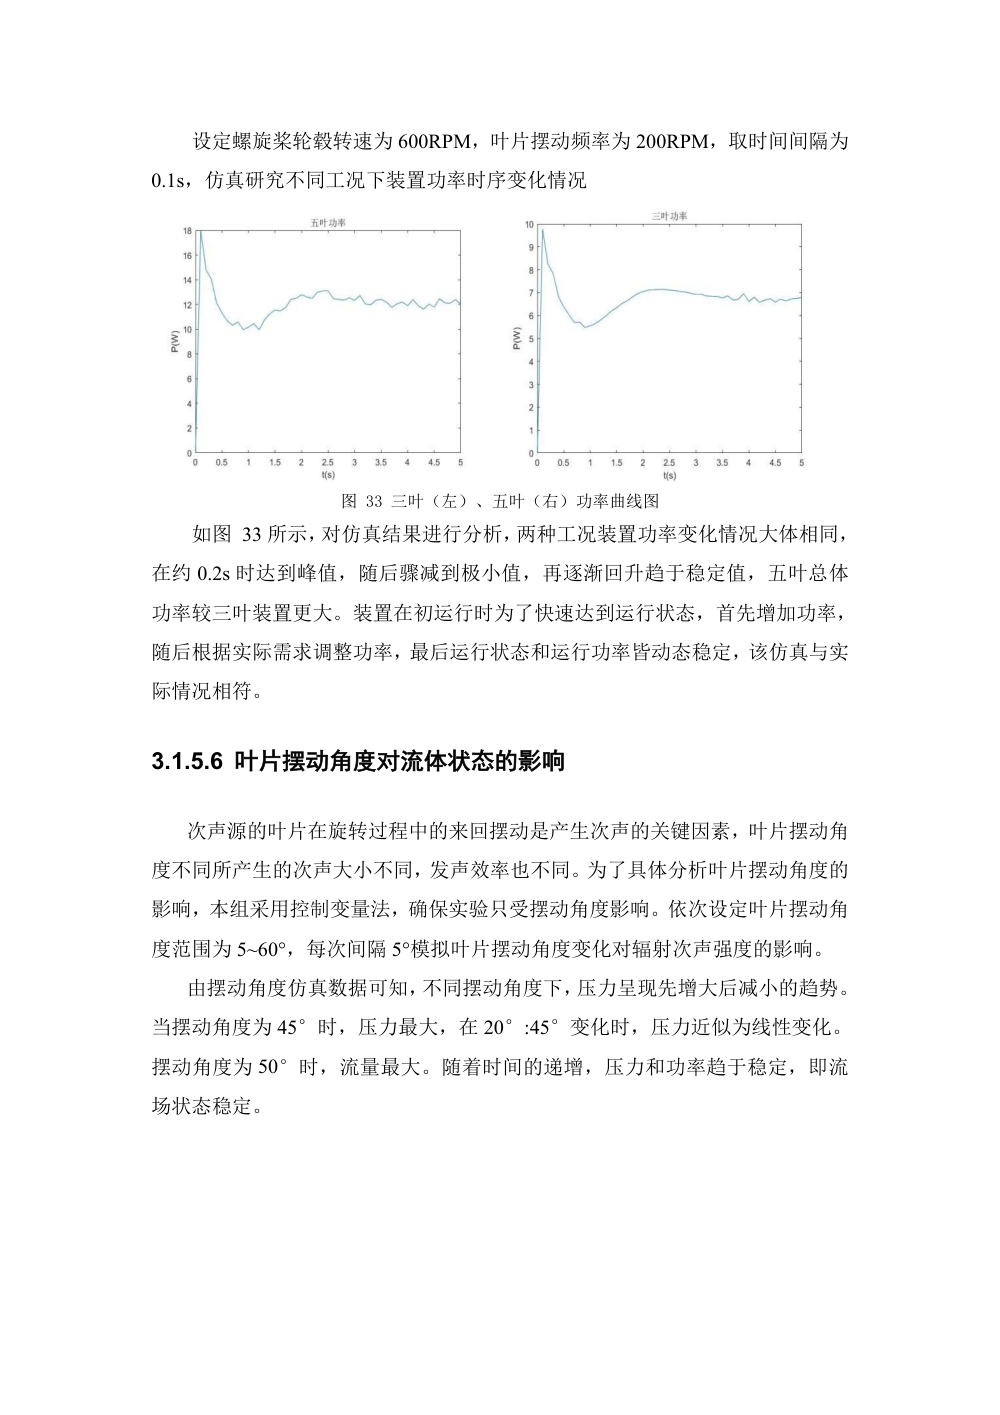 设定螺旋桨轮毂转速为 600RPM，叶片摆动频率为 200RPM，取时间间隔为
0.1s，仿真研究不同工况下装置功率时序变化情况
五叶功率
18
16
14
12
10
8
6
4
2
0
P(W)
0 0.5 1 1.5 2 2.5 3 3.5 4 4.5 5
t(s)
三叶功率
10
9
8
7
6
5
4
3
2
1
0
P(W)
0 0.5 1 1.5 2 2.5 3 3.5 4 4.5 5
t(s)
图 33 三叶（左）、五叶（右）功率曲线图
如图 33 所示，对仿真结果进行分析，两种工况装置功率变化情况大体相同，
在约 0.2s 时达到峰值，随后骤减到极小值，再逐渐回升趋于稳定值，五叶总体
功率较三叶装置更大。装置在初运行时为了快速达到运行状态，首先增加功率，
随后根据实际需求调整功率，最后运行状态和运行功率皆动态稳定，该仿真与实
际情况相符。
3.1.5.6 叶片摆动角度对流体状态的影响
次声源的叶片在旋转过程中的来回摆动是产生次声的关键因素，叶片摆动角
度不同所产生的次声大小不同，发声效率也不同。为了具体分析叶片摆动角度的
影响，本组采用控制变量法，确保实验只受摆动角度影响。依次设定叶片摆动角
度范围为 5~60°，每次间隔 5°模拟叶片摆动角度变化对辐射次声强度的影响。
由摆动角度仿真数据可知，不同摆动角度下，压力呈现先增大后减小的趋势。
当摆动角度为 45°时，压力最大，在 20°:45°变化时，压力近似为线性变化。
摆动角度为 50°时，流量最大。随着时间的递增，压力和功率趋于稳定，即流
场状态稳定。